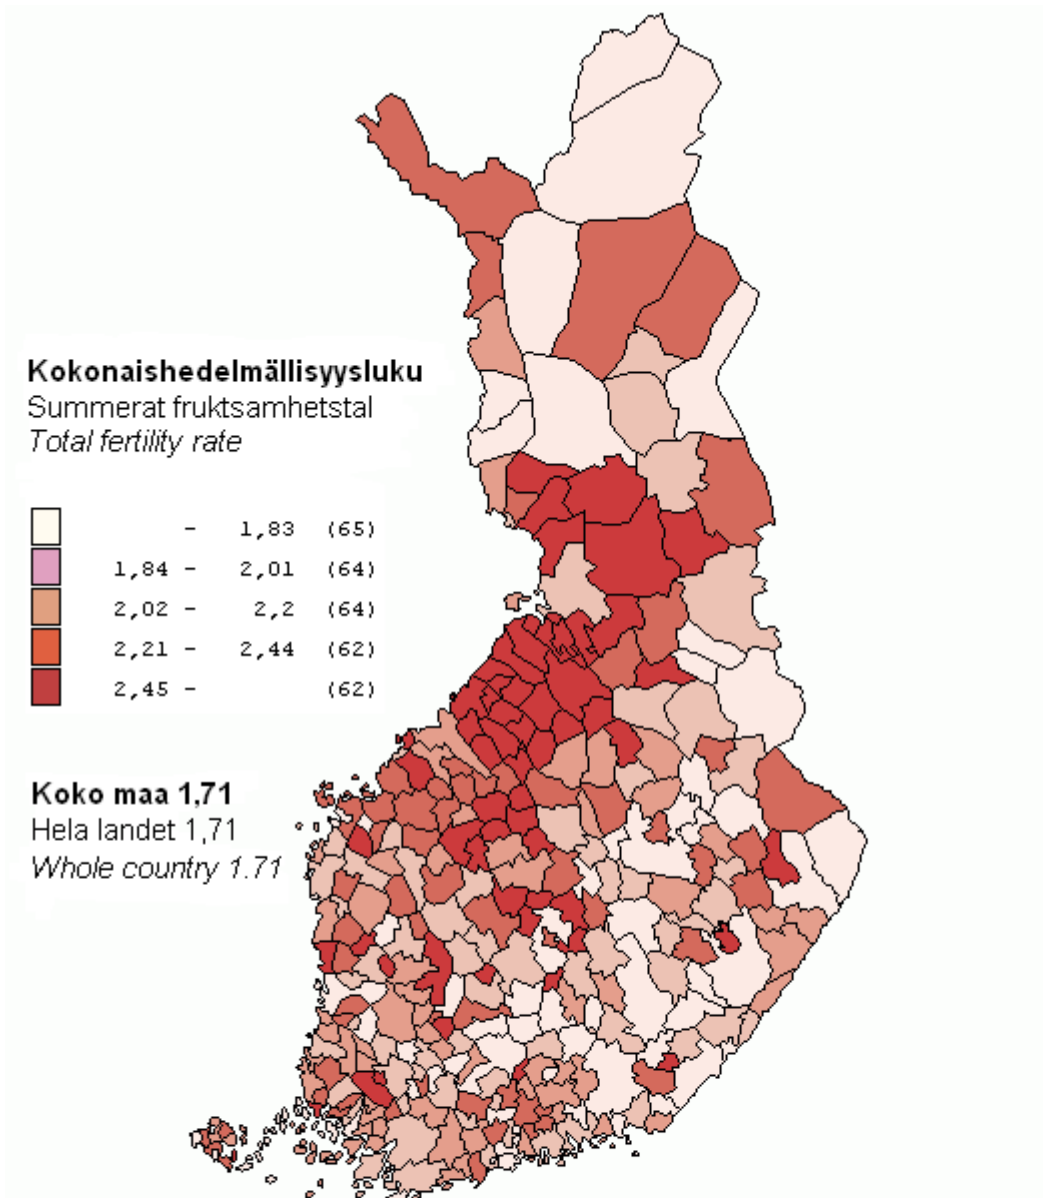 Kokonaishedelmällisyysluku
Summerat fruktsamhetstal
Total fertility rate
- 1,83 (65)
1,84 - 2,01 (64)
2,02 - 2,2 (64)
2,21 - 2,44 (62)
2,45 - (62)
Koko maa 1,71
Hela landet 1,71
Whole country 1.71